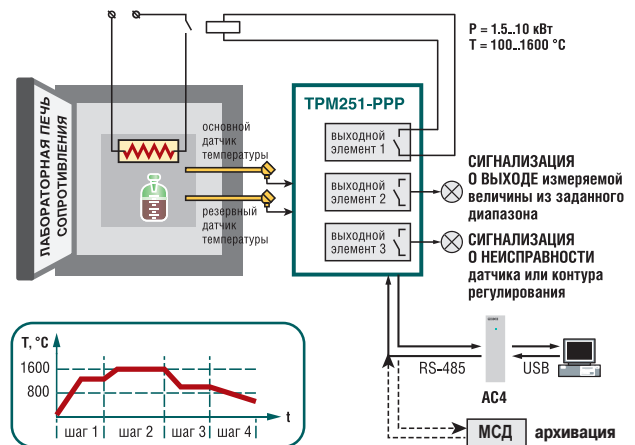 P = 1.5..10 кВт
T = 100..1600 °C
ТРМ251-РРР
ЛАБОРАТОРНАЯ ПЕЧЬ
СОПРОТИВЛЕНИЯ
основной
датчик
температуры
резервный
датчик
температуры
выходной
элемент 1
выходной
элемент 2
выходной
элемент 3
СИГНАЛИЗАЦИЯ
О ВЫХОДЕ измеряемой
величины из заданного
диапазона
СИГНАЛИЗАЦИЯ
О НЕИСПРАВНОСТИ
датчика или контура
регулирования
RS-485
USB
АС4
МСД
архивация
T, °C
1600
800
t
шаг 1
шаг 2
шаг 3
шаг 4